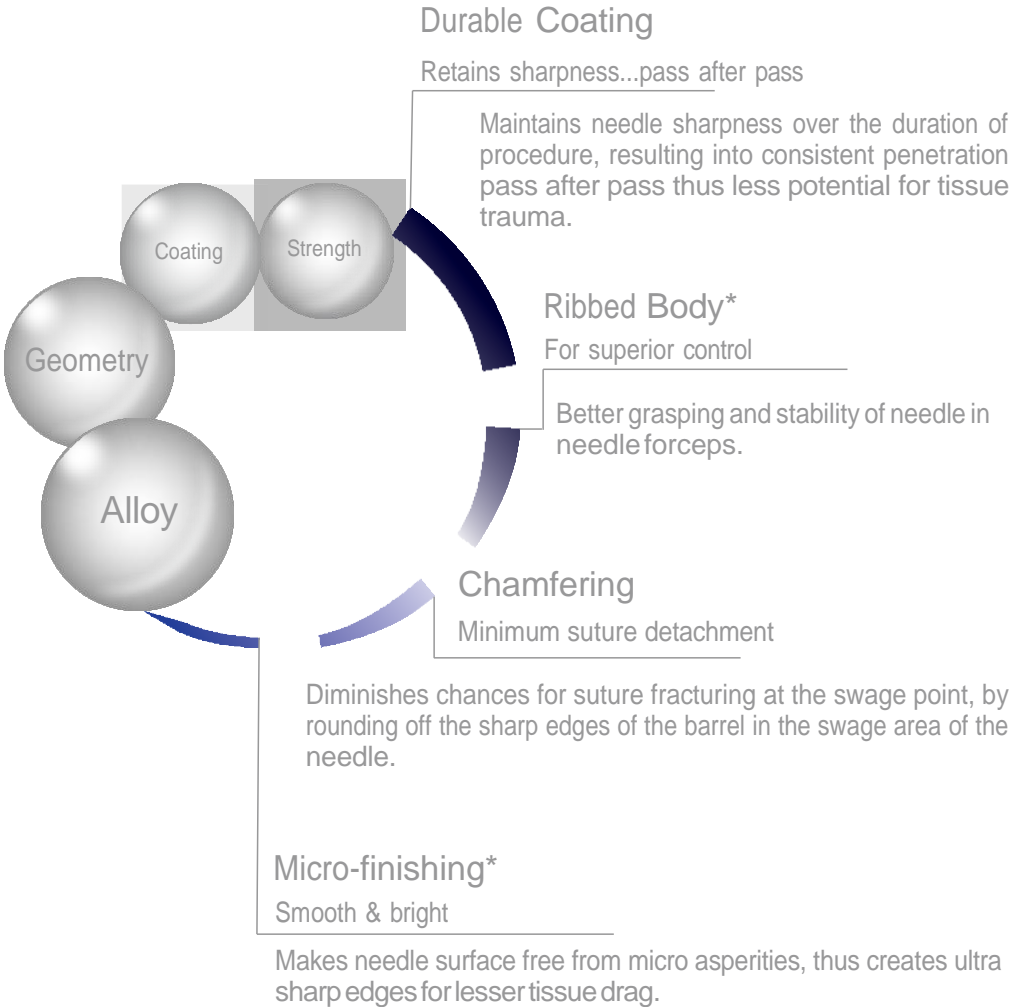 Durable Coating
Retains sharpness...pass after pass
Maintains needle sharpness over the duration of
procedure, resulting into consistent penetration
pass after pass thus less potential for tissue
trauma.
Coating
Strength
Geometry
Alloy
Ribbed Body*
For superior control
Better grasping and stability of needle in
needle forceps.
Chamfering
Minimum suture detachment
Diminishes chances for suture fracturing at the swage point, by
rounding off the sharp edges of the barrel in the swage area of the
needle.
Micro-finishing*
Smooth & bright
Makes needle surface free from micro asperities, thus creates ultra
sharp edges for lesser tissue drag.